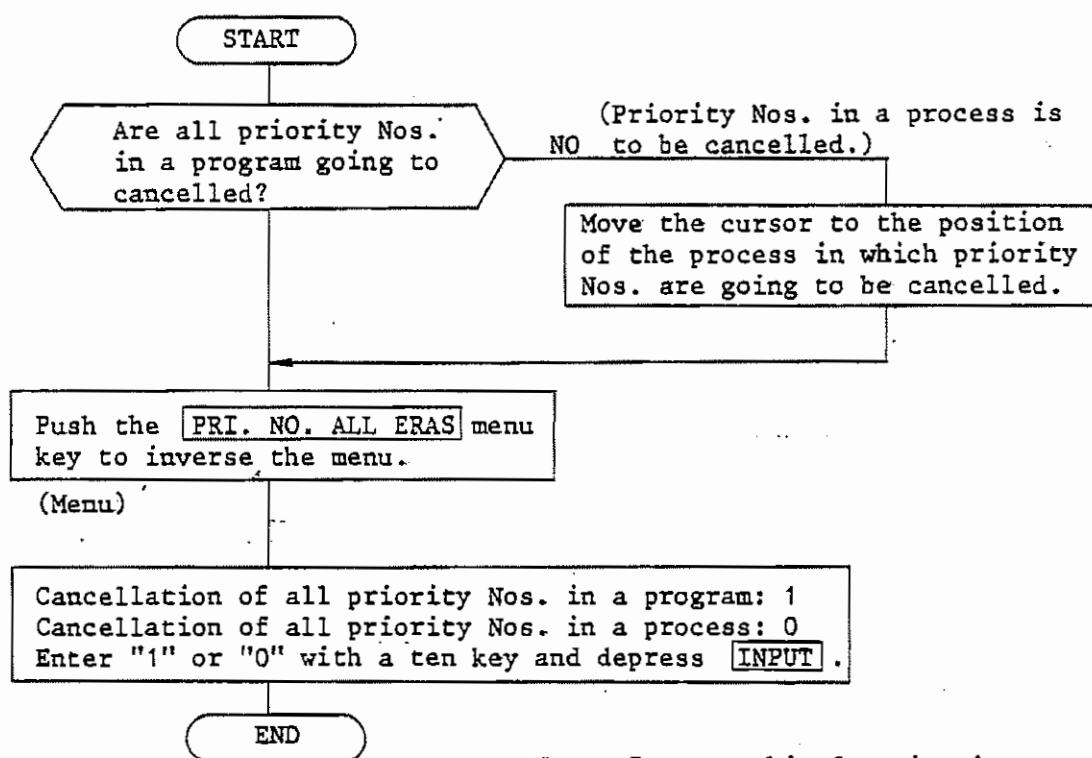 START
Are all priority Nos.
in a program going to
cancelled?
(Priority Nos. in a process is
NO to be cancelled.)
Move the cursor to the position
of the process in which priority
Nos. are going to be cancelled.
Push the PRI. NO. ALL ERAS menu
key to inverse the menu.
(Menu)
Cancellation of all priority Nos. in a program: 1
Cancellation of all priority Nos. in a process: 0
Enter "1" or "0" with a ten key and depress INPUT.
END